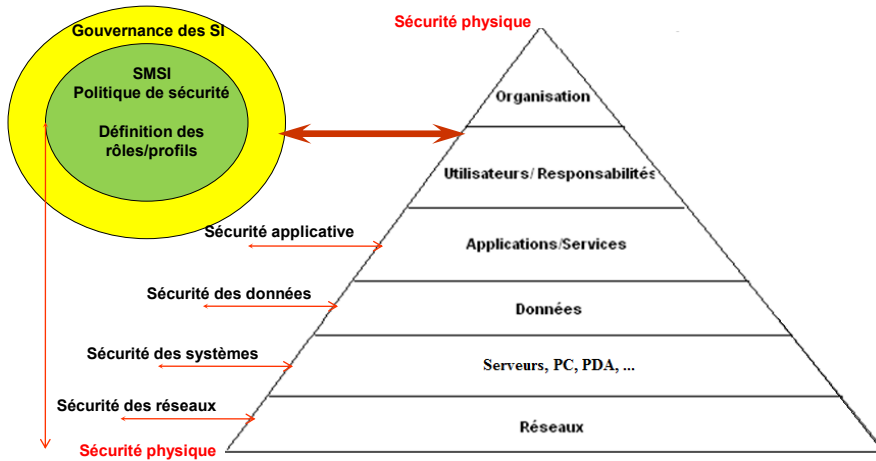 Sécurité physique
Gouvernance des SI
SMSI
Politique de sécurité
Définition des
rôles/profils
Organisation
Utilisateurs/ Responsabilités
Sécurité applicative
Applications/Services
Sécurité des données
Données
Sécurité des systèmes
Serveurs, PC, PDA, ...
Sécurité des réseaux
Réseaux
Sécurité physique